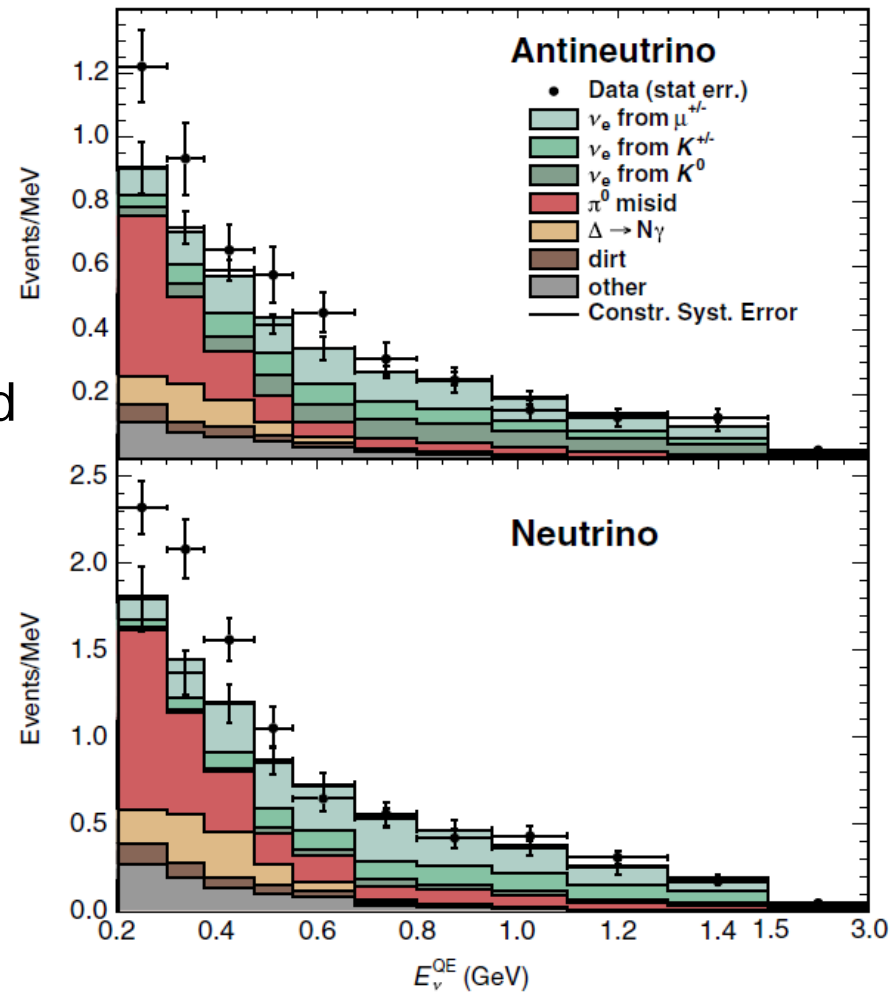 Antineutrino
Data (stat err.)
νe from μ+/-
νe from K+/-
νe from K0
π0 misid
Δ → Nγ
dirt
other
Constr. Syst. Error
Events/MeV
1.2
1.0
0.8
0.6
0.4
0.2
d
Neutrino
Events/MeV
2.5
2.0
1.5
1.0
0.5
0.0
0.2 0.4 0.6 0.8 1.0 1.2 1.4 1.5 3.0
EνQE (GeV)